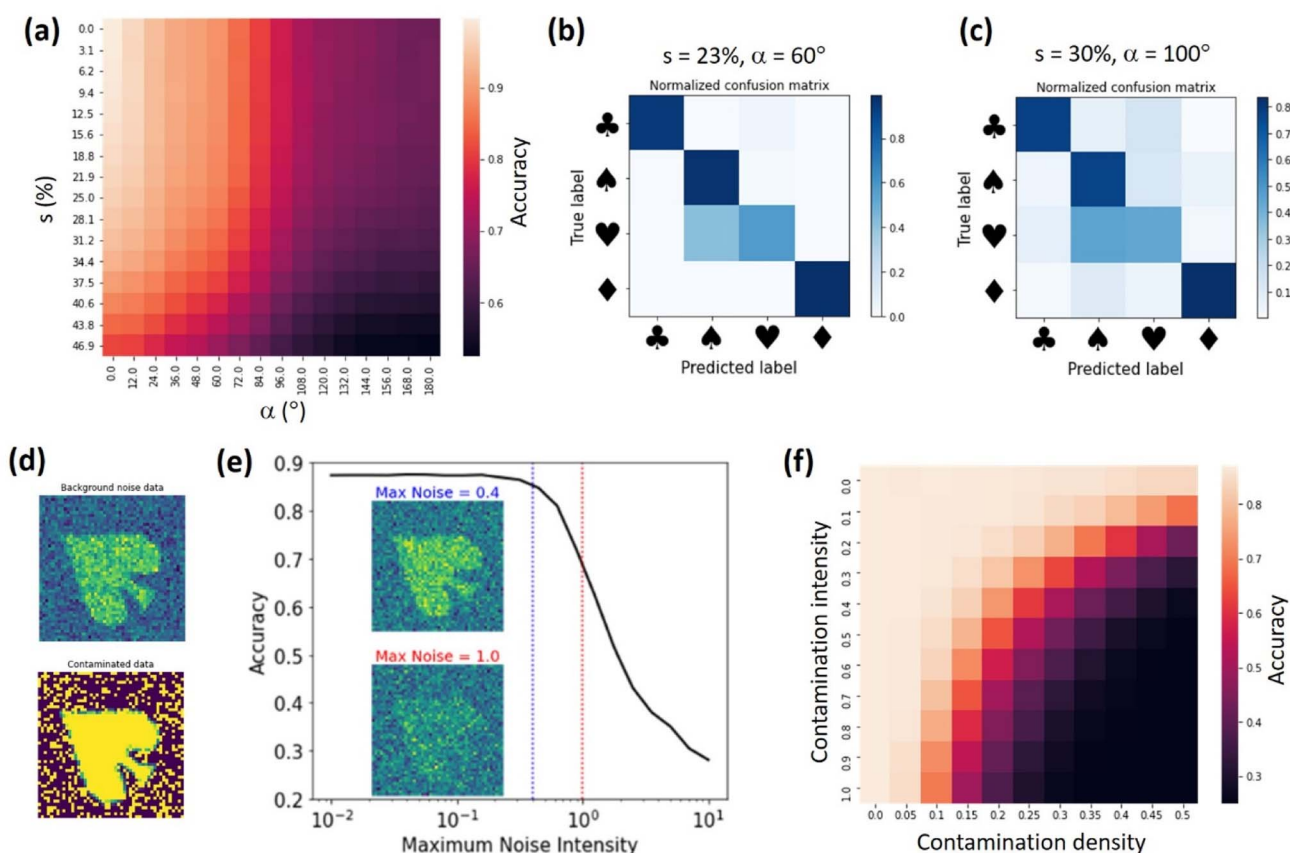 (a)
0.0
3.1
6.2
9.4
12.5
15.6
18.8
21.9
25.0
28.1
31.2
34.4
37.5
40.6
43.8
46.9
s (%)
0.0 12.0 24.0 36.0 48.0 60.0 72.0 84.0 96.0 108.0 120.0 132.0 144.0 156.0 168.0 180.0
α (°)
0.9
0.8
0.7
0.6
Accuracy
(b)
s = 23%, α = 60°
Normalized confusion matrix
True label
♣
♠
♥
♦
♣ ♠ ♥ ♦
Predicted label
0.8
0.6
0.4
0.2
0.0
(c)
s = 30%, α = 100°
Normalized confusion matrix
True label
♣
♠
♥
♦
♣ ♠ ♥ ♦
Predicted label
0.8
0.7
0.6
0.5
0.4
0.3
0.2
0.1
(d)
Background noise data
Contaminated data
(e)
Accuracy
0.9
0.8
0.7
0.6
0.5
0.4
0.3
0.2
Max Noise = 0.4
Max Noise = 1.0
10⁻² 10⁻¹ 10⁰ 10¹
Maximum Noise Intensity
(f)
Contamination intensity
0.0
0.1
0.2
0.3
0.4
0.5
0.6
0.7
0.8
0.9
1.0
0.0 0.05 0.1 0.15 0.2 0.25 0.3 0.35 0.4 0.45 0.5
Contamination density
0.8
0.7
0.6
0.5
0.4
0.3
Accuracy